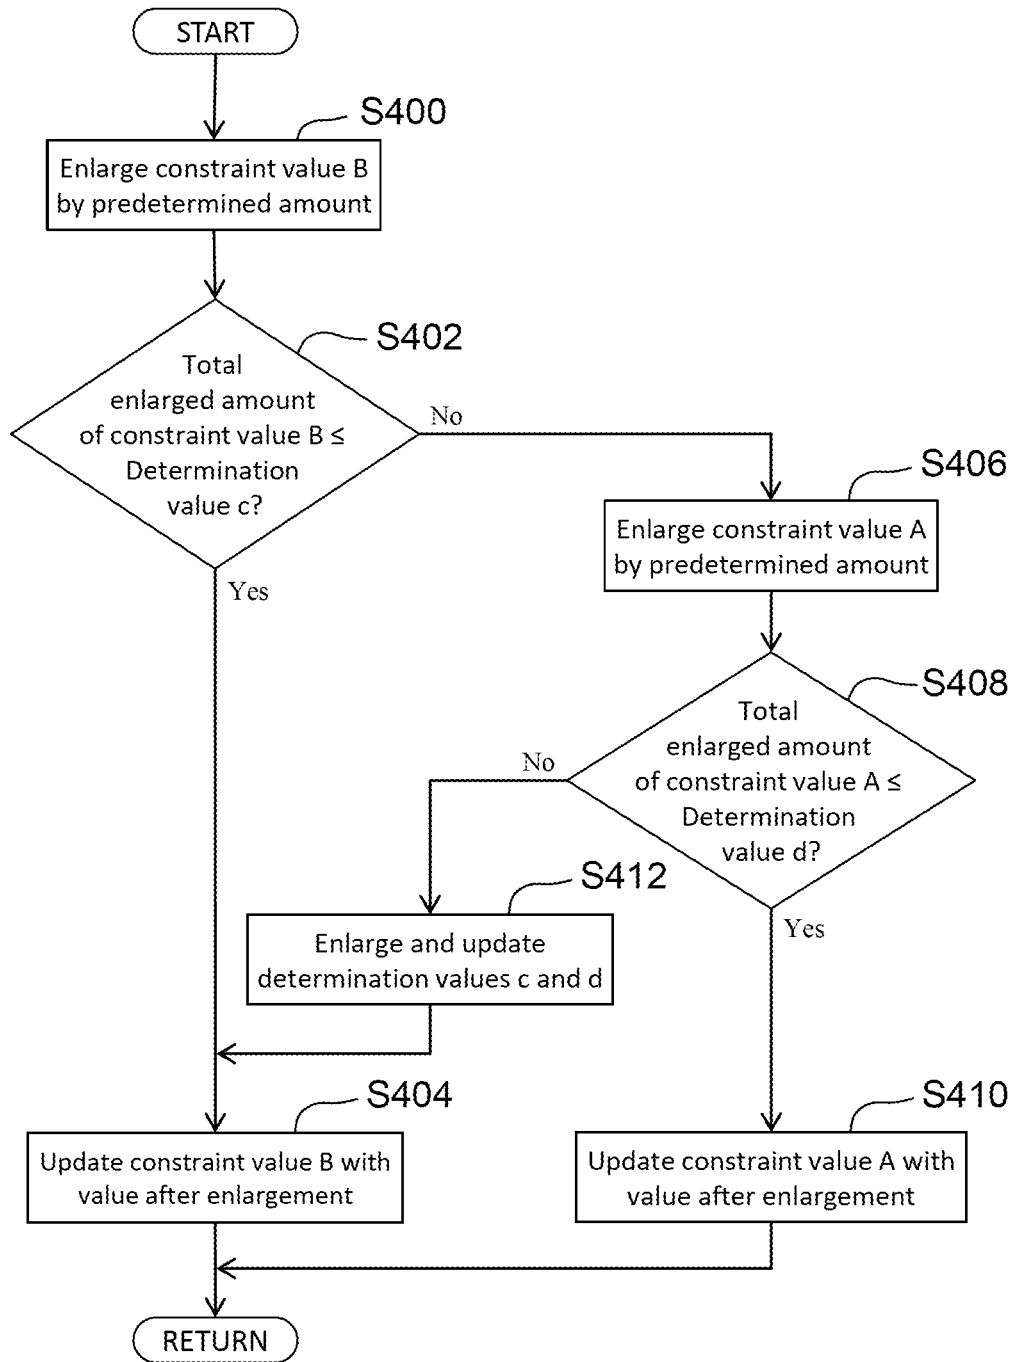 START
S400
Enlarge constraint value B
by predetermined amount
S402
Total
enlarged amount
of constraint value B ≤
Determination
value c?
No
Yes
S406
Enlarge constraint value A
by predetermined amount
S408
Total
enlarged amount
of constraint value A ≤
Determination
value d?
No
Yes
S412
Enlarge and update
determination values c and d
S404
Update constraint value B with
value after enlargement
S410
Update constraint value A with
value after enlargement
RETURN